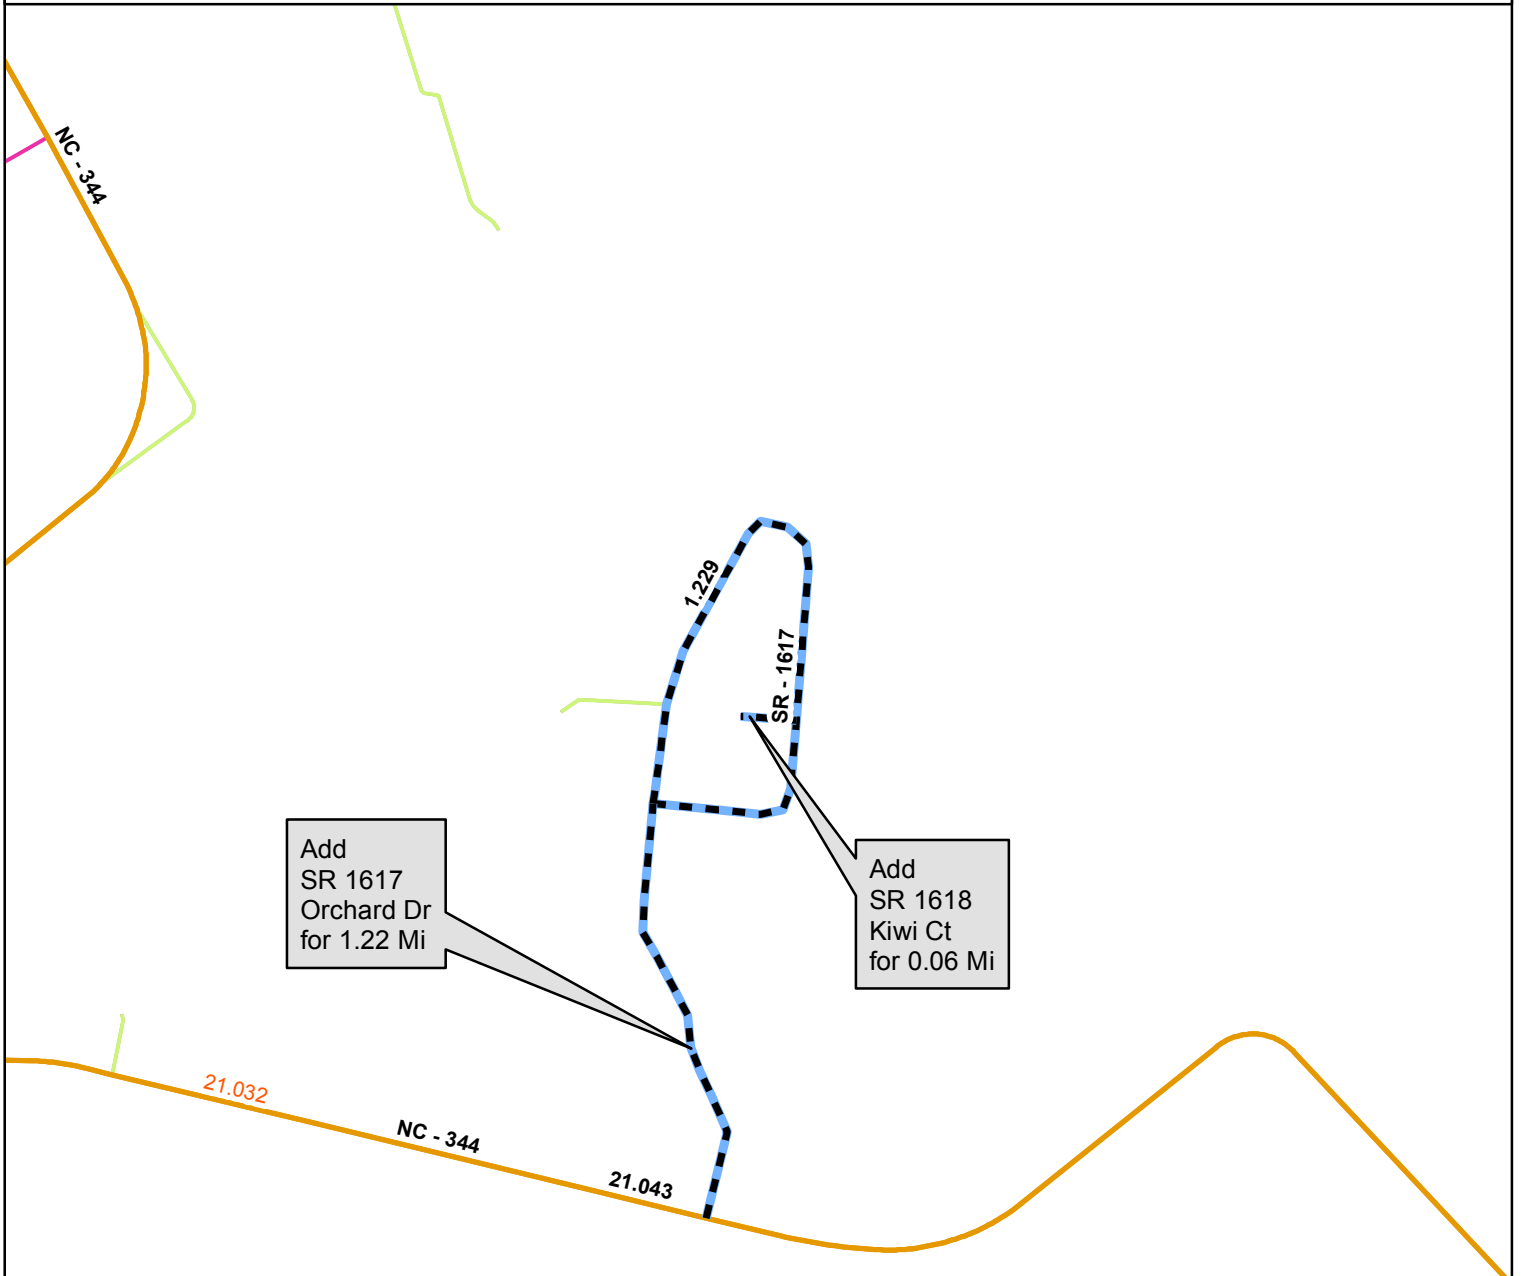 NC - 344
1.229
SR - 1617
Add
SR 1617
Orchard Dr
for 1.22 Mi
Add
SR 1618
Kiwi Ct
for 0.06 Mi
21.032
NC - 344
21.043